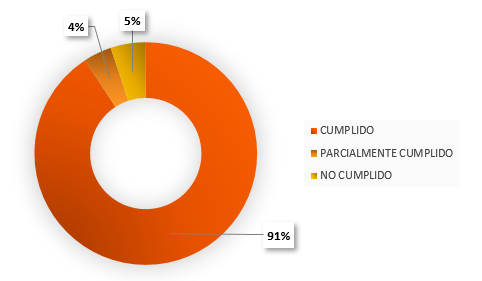 4%
5%
CUMPLIDO
PARCIALMENTE CUMPLIDO
NO CUMPLIDO
91%